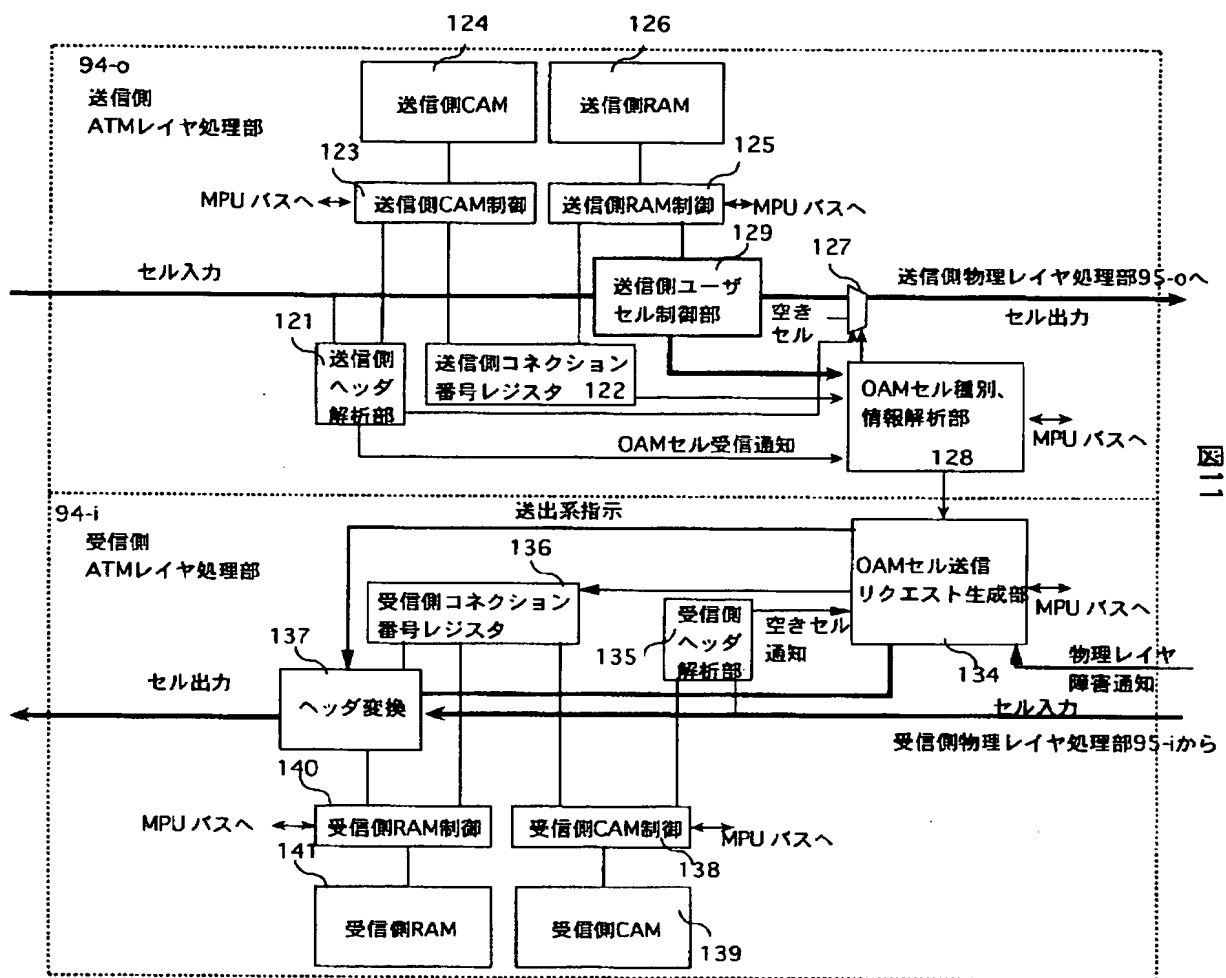 124
126
94-o
送信側
ATMレイヤ処理部
送信側CAM
送信側RAM
123
125
MPU バスへ
送信側CAM制御
送信側RAM制御
MPU バスへ
129
127
セル入力
送信側ユーザ
セル制御部
送信側物理レイヤ処理部95-oへ
空き
セル
セル出力
121
送信側
ヘッダ
解析部
送信側コネクション
番号レジスタ 122
OAMセル種別、
情報解析部
128
MPU バスへ
OAMセル受信通知
図11
94-i
受信側
ATMレイヤ処理部
送出系指示
136
受信側コネクション
番号レジスタ
135
受信側
ヘッダ
解析部
空きセル
通知
OAMセル送信
リクエスト生成部
MPU バスへ
134
物理レイヤ
障害通知
137
セル出力
ヘッダ変換
セル入力
受信側物理レイヤ処理部95-iから
140
MPU バスへ
受信側RAM制御
受信側CAM制御
MPU バスへ
138
141
受信側RAM
受信側CAM
139